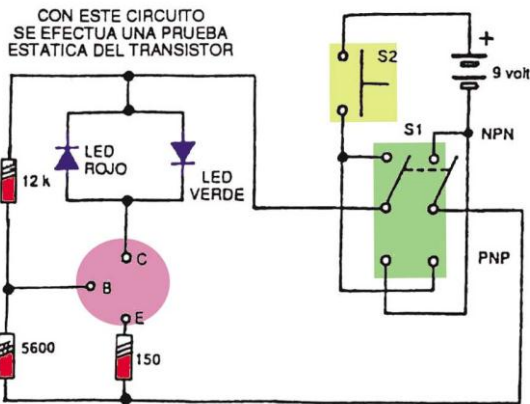 CON ESTE CIRCUITO
SE EFECTUA UNA PRUEBA
ESTATICA DEL TRANSISTOR
S2
+
9 volt
S1
NPN
LED
ROJO
LED
VERDE
12 k
C
B
PNP
E
5600
150